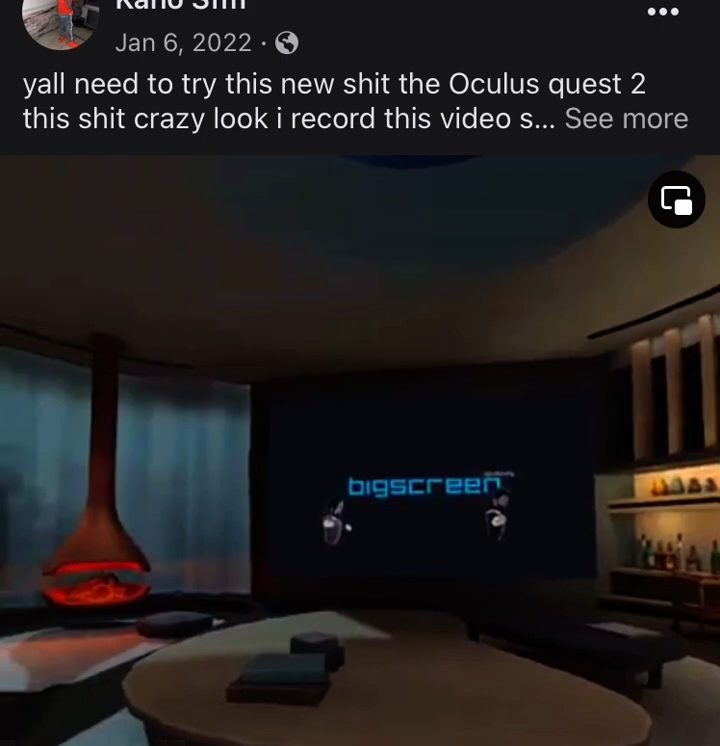 Jan 6, 2022 ·
yall need to try this new shit the Oculus quest 2
this shit crazy look i record this video s... See more
bigscreen